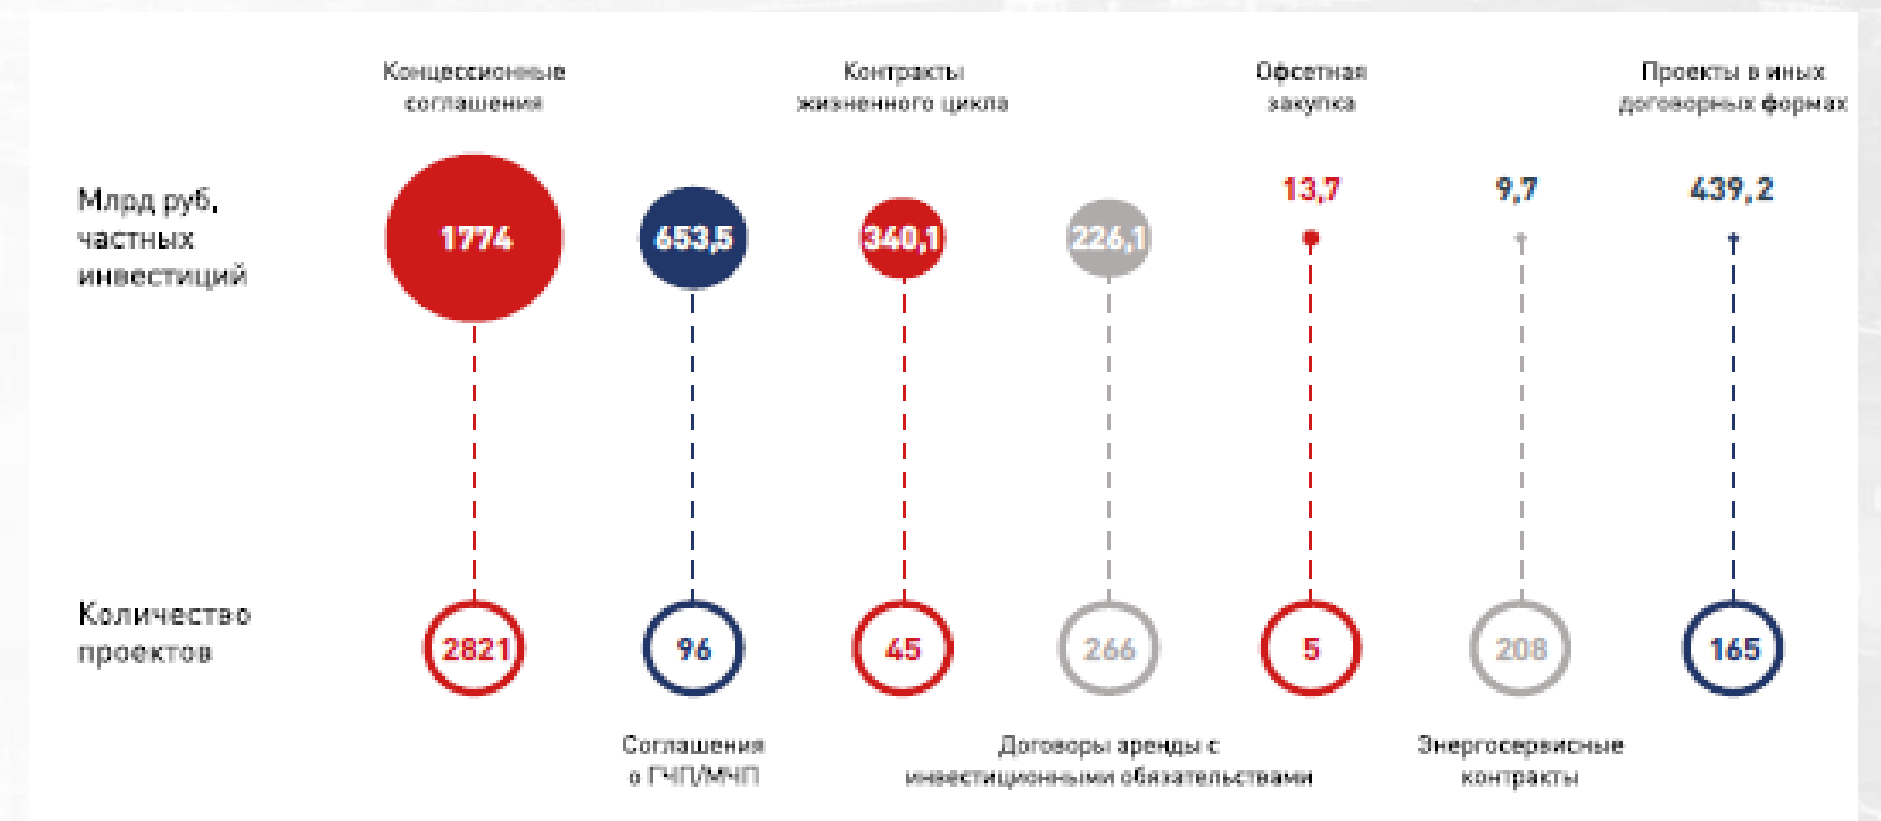 Концессионные
соглашения
Контракты
жизненного цикла
Офсетная
закупка
Проекты в иных
договорных формах
Млрд руб.
частных
инвестиций
1774
653,5
340,1
226,1
13,7
9,7
439,2
Количество
проектов
2821
96
45
266
5
208
165
Соглашения
о ГЧП/МЧП
Договоры аренды с
инвестиционными обязательствами
Энергосервисные
контракты